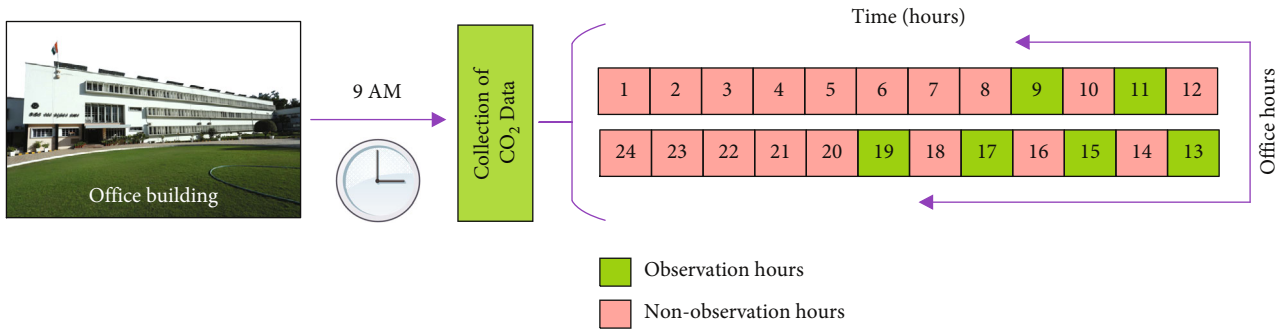 Time (hours)
9 AM
Collection of
CO₂ Data
1 2 3 4 5 6 7 8 9 10 11 12
24 23 22 21 20 19 18 17 16 15 14 13
Office hours
Office building
Observation hours
Non-observation hours